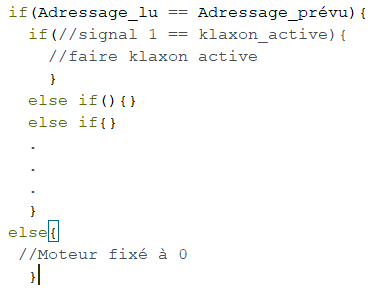 if(Adressage_lu == Adressage_prévu){
if(//signal 1 == klaxon_active){
//faire klaxon active
}
else if(){}
else if{}
.
.
.
}
else{
//Moteur fixé à 0
}